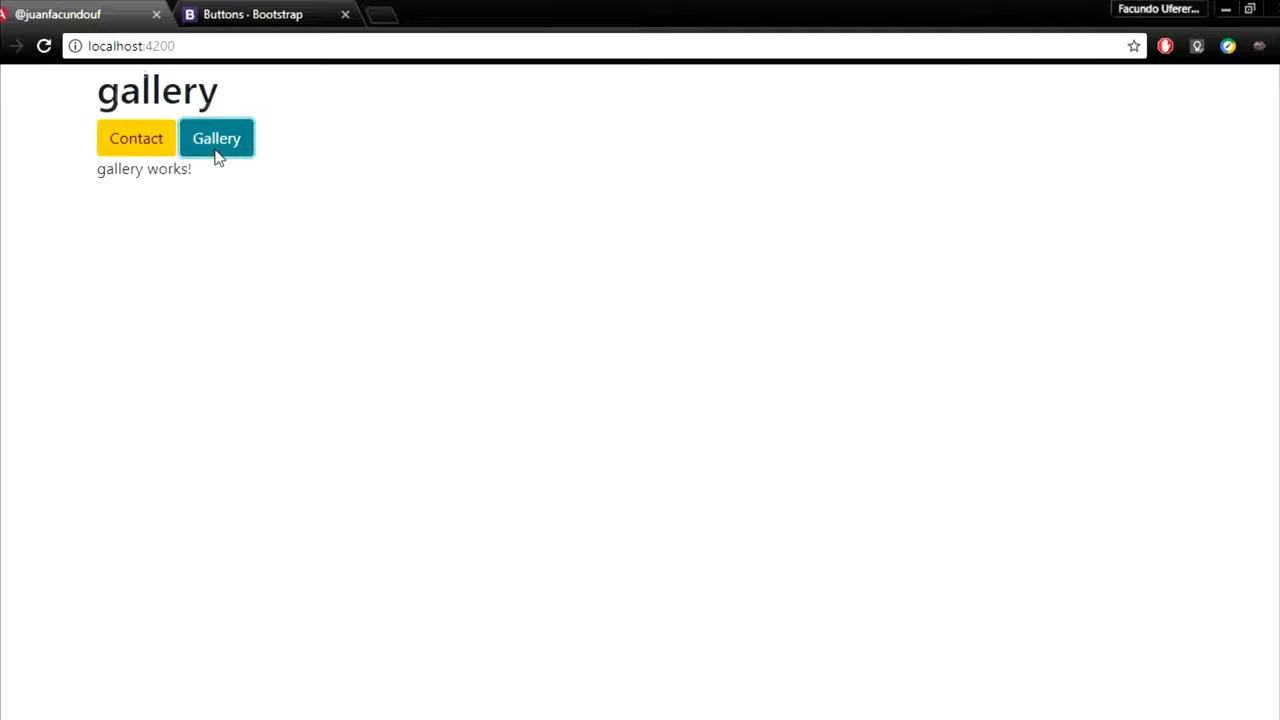 @juanfacundouf
Buttons · Bootstrap
Facundo Uferer...
localhost:4200
gallery
Contact
Gallery
gallery works!